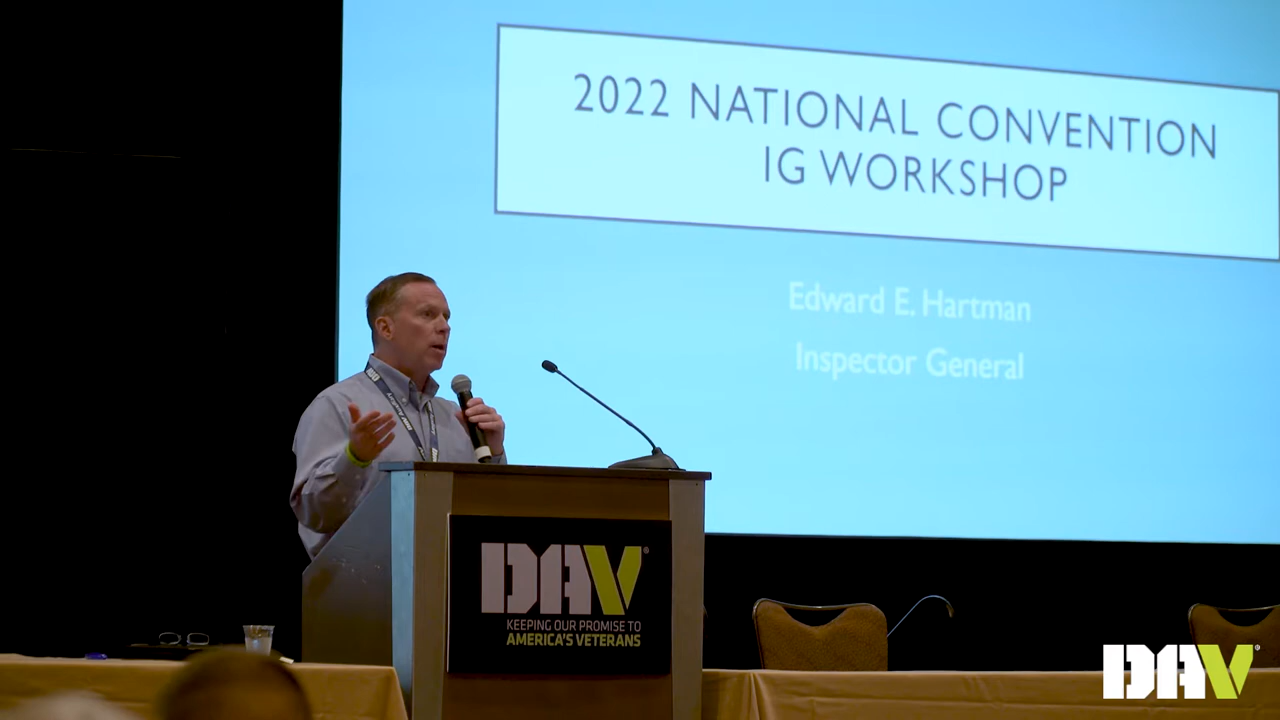 2022 NATIONAL CONVENTION
IG WORKSHOP
Edward E. Hartman
Inspector General
DAV®
KEEPING OUR PROMISE TO
AMERICA'S VETERANS
DAV®